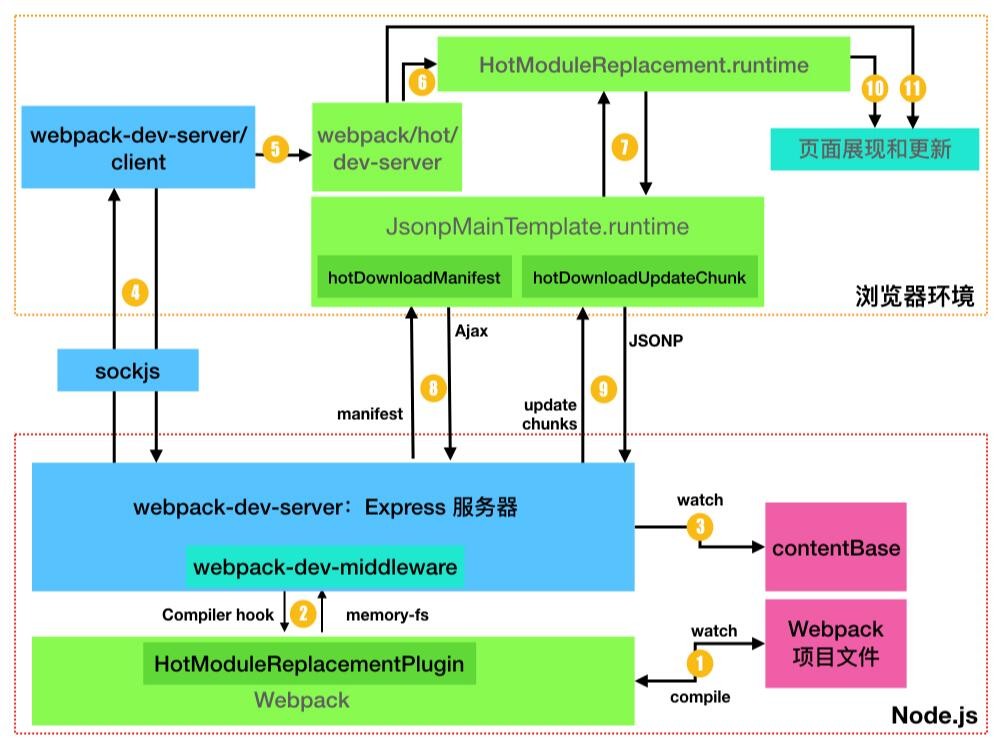 HotModuleReplacement.runtime
6
10
11
webpack-dev-server/
client
5
webpack/hot/
dev-server
7
页面展现和更新
JsonpMainTemplate.runtime
hotDownloadManifest
hotDownloadUpdateChunk
4
浏览器环境
Ajax
JSONP
sockjs
8
9
manifest
update
chunks
webpack-dev-server：Express 服务器
watch
3
contentBase
webpack-dev-middleware
Compiler hook
2
memory-fs
watch
Webpack
项目文件
HotModuleReplacementPlugin
1
Webpack
compile
Node.js